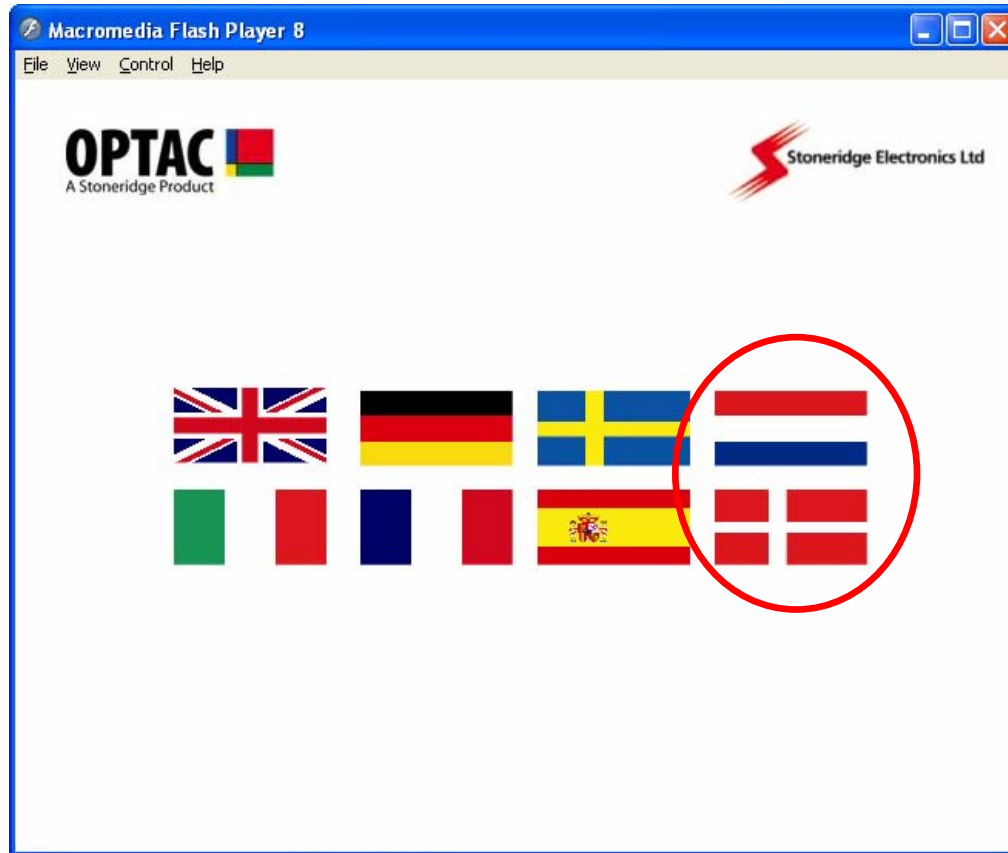 Macromedia Flash Player 8
File View Control Help
OPTAC
A Stoneridge Product
Stoneridge Electronics Ltd